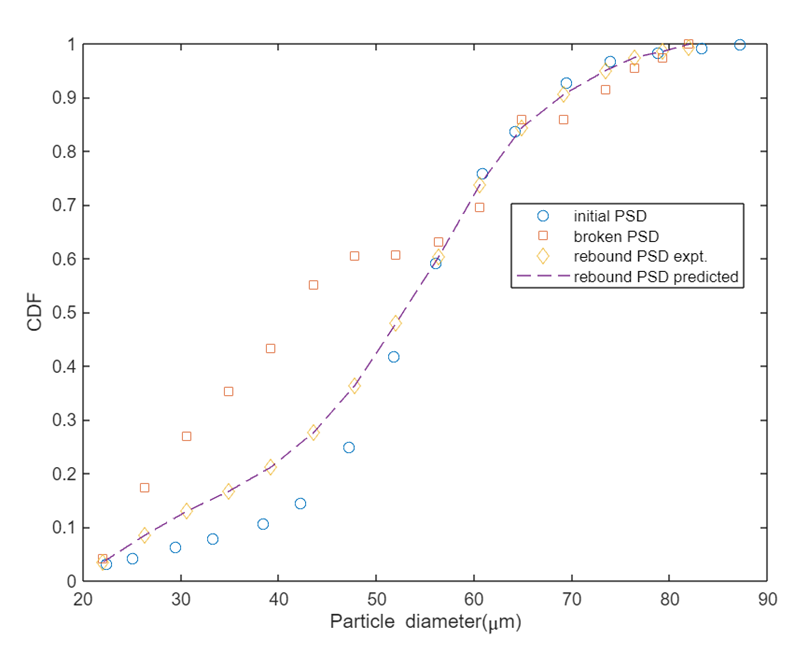 1
0.9
0.8
0.7
0.6
0.5
0.4
0.3
0.2
0.1
0
CDF
initial PSD
broken PSD
rebound PSD expt.
rebound PSD predicted
20 30 40 50 60 70 80 90
Particle diameter(μm)